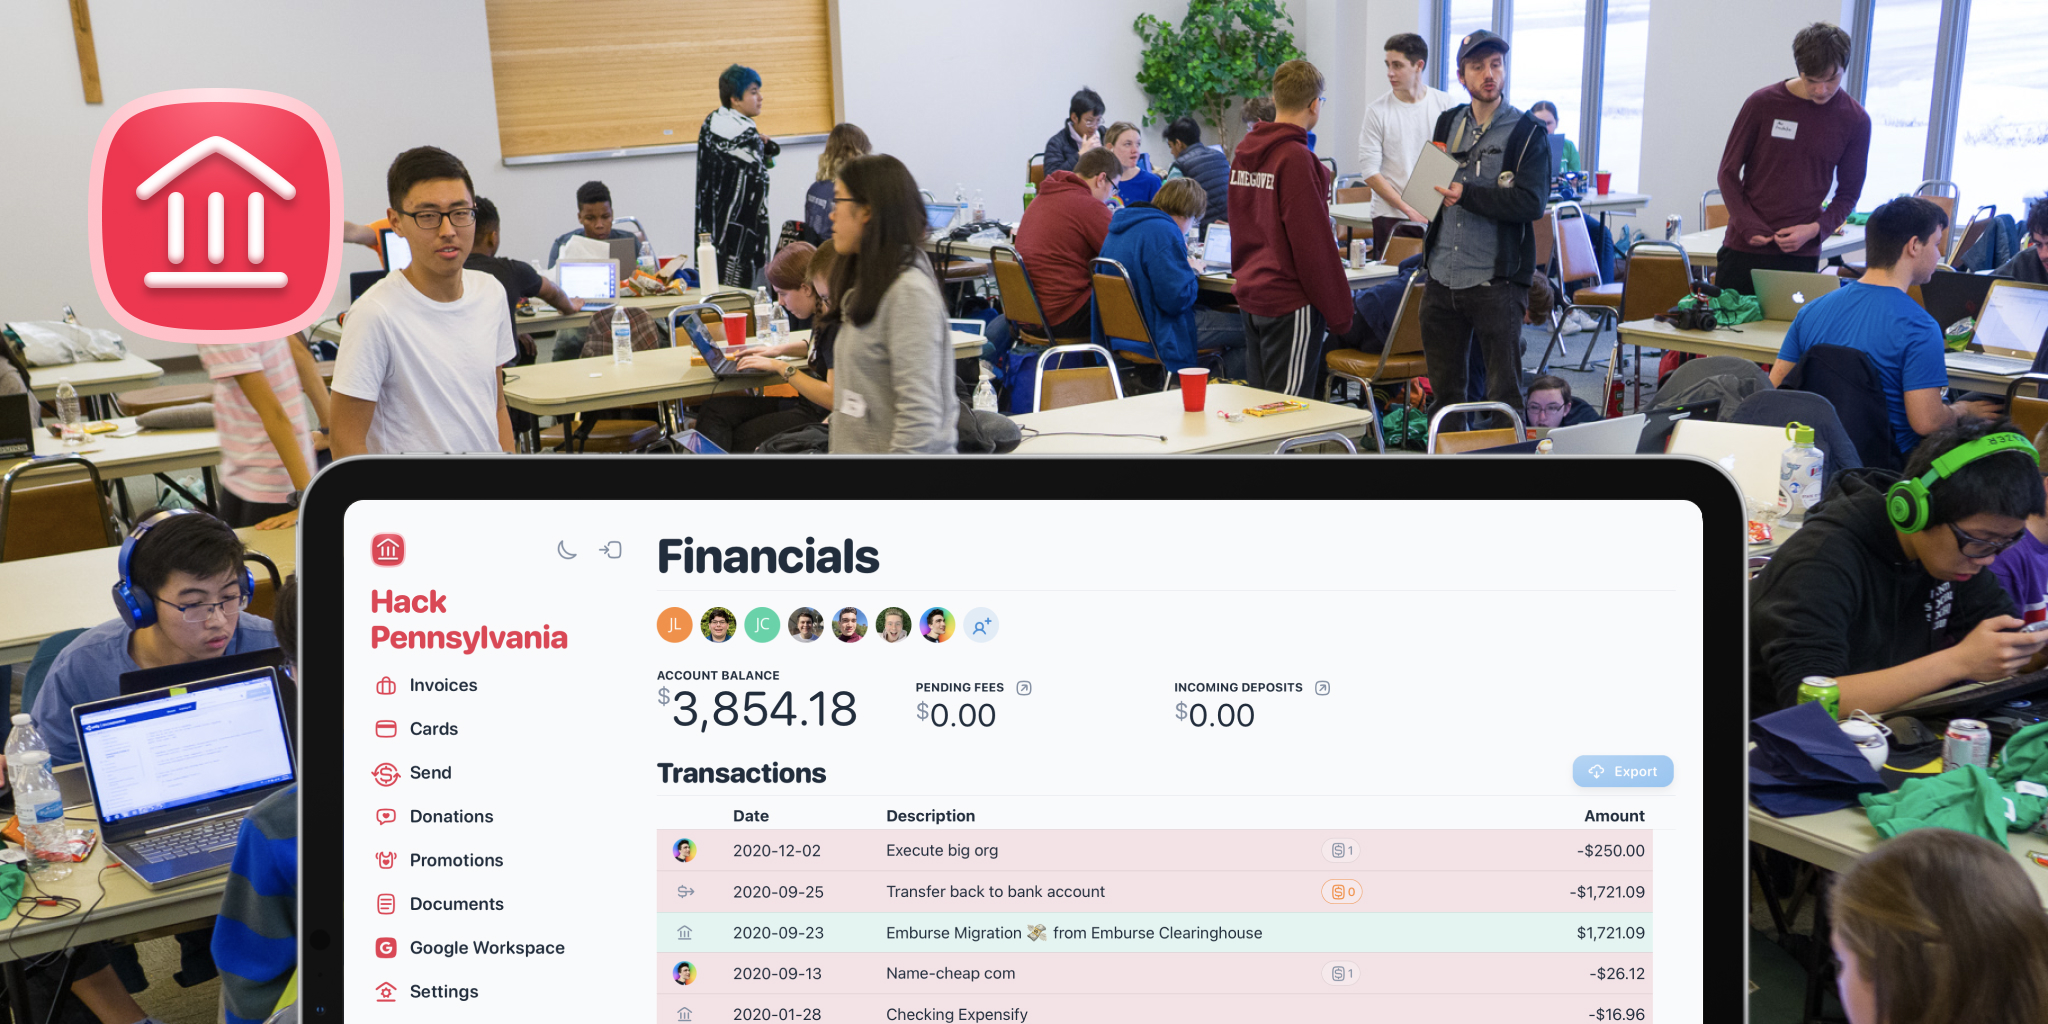 LIMEGOVER
RAZER
Financials
Hack
Pennsylvania
JL
JC
ACCOUNT BALANCE
$3,854.18
PENDING FEES
$0.00
INCOMING DEPOSITS
$0.00
Invoices
Cards
Send
Donations
Promotions
Documents
Google Workspace
Settings
Transactions
Export
Date Description Amount
2020-12-02 Execute big org 1 -$250.00
2020-09-25 Transfer back to bank account 0 -$1,721.09
2020-09-23 Emburse Migration 💸 from Emburse Clearinghouse $1,721.09
2020-09-13 Name-cheap com 1 -$26.12
2020-01-28 Checking Expensify -$16.96